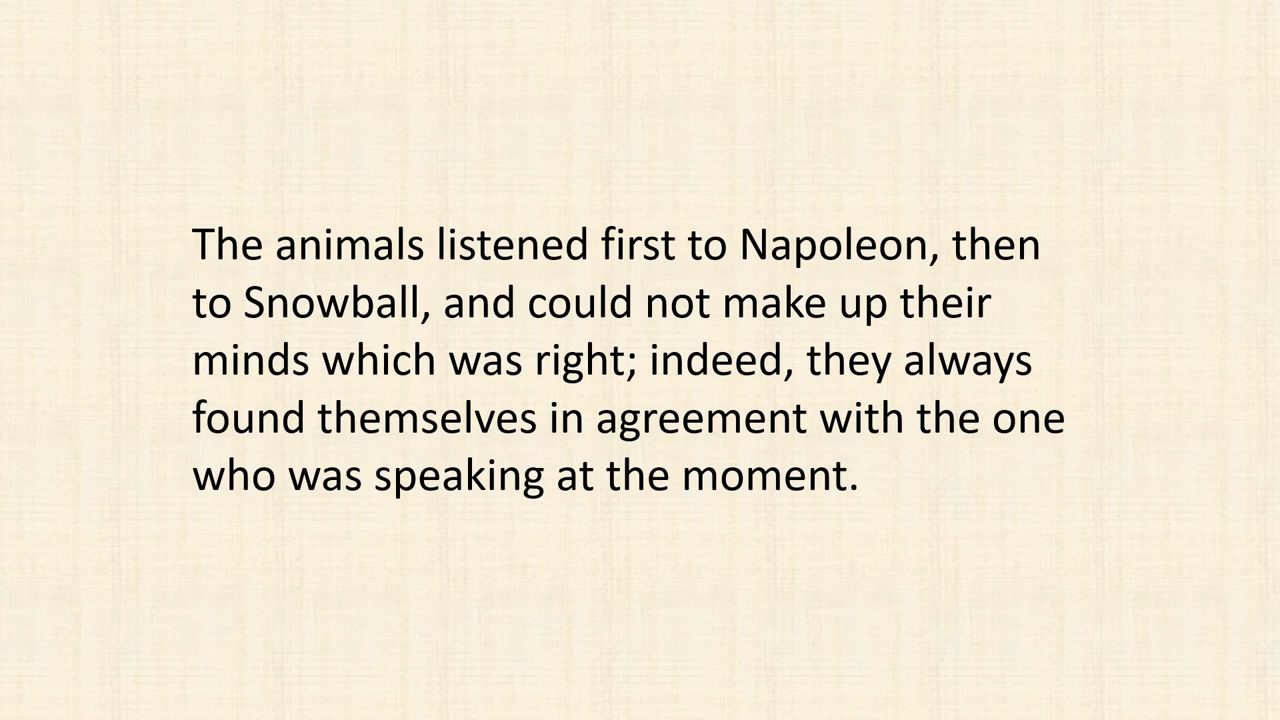 The animals listened first to Napoleon, then
to Snowball, and could not make up their
minds which was right; indeed, they always
found themselves in agreement with the one
who was speaking at the moment.